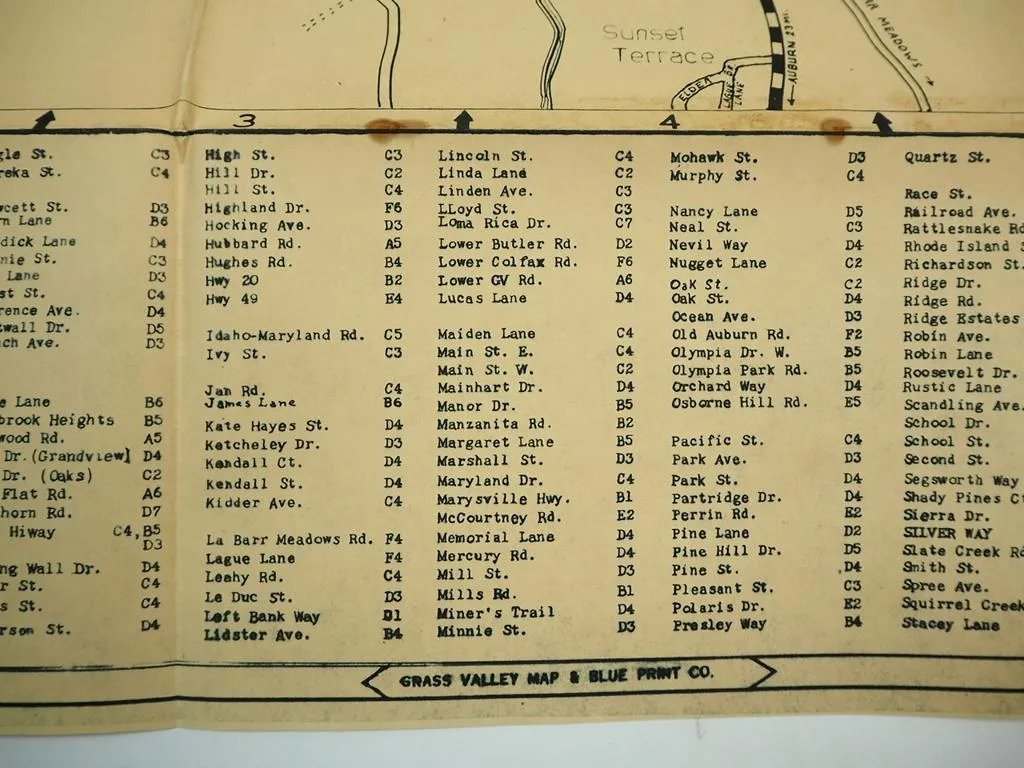 Sunset
Terrace
ELDER
LAGUE
LANE
AUBURN 23 MI.
MEADOWS
3
4
gle St. C3
reka St. C4
cett St. D3
n Lane B6
dick Lane D4
nie St. C3
Lane D3
st St. C4
rence Ave. D4
twall Dr. D5
ch Ave. D3
e Lane B6
brook Heights B5
wood Rd. A5
Dr.(Grandview) D4
Dr. (Oaks) C2
Flat Rd. A6
horn Rd. D7
Hiway C4,B5
D3
ng Wall Dr. D4
r St. C4
s St. C4
rson St. D4
High St. C3
Hill Dr. C2
Hill St. C4
Highland Dr. F6
Hocking Ave. D3
Hubbard Rd. A5
Hughes Rd. B4
Hwy 20 B2
Hwy 49 E4
Idaho-Maryland Rd. C5
Ivy St. C3
Jan Rd. C4
James Lane B6
Kate Hayes St. D4
Ketcheley Dr. D3
Kendall Ct. D4
Kendall St. D4
Kidder Ave. C4
La Barr Meadows Rd. F4
Lague Lane F4
Leahy Rd. C4
Le Duc St. D3
Left Bank Way D1
Lidster Ave. B4
Lincoln St. C4
Linda Lane C2
Linden Ave. C3
LLoyd St. C3
Loma Rica Dr. C7
Lower Butler Rd. D2
Lower Colfax Rd. F6
Lower GV Rd. A6
Lucas Lane D4
Maiden Lane C4
Main St. E. C4
Main St. W. C2
Mainhart Dr. D4
Manor Dr. B5
Manzanita Rd. B2
Margaret Lane B5
Marshall St. D3
Maryland Dr. C4
Marysville Hwy. B1
McCourtney Rd. E2
Memorial Lane D4
Mercury Rd. D4
Mill St. D3
Mills Rd. B1
Miner's Trail D4
Minnie St. D3
Mohawk St. D3
Murphy St. C4
Nancy Lane D5
Neal St. C3
Nevil Way D4
Nugget Lane C2
Oak St. C2
Oak St. D4
Ocean Ave. D3
Old Auburn Rd. F2
Olympia Dr. W. B5
Olympia Park Rd. B5
Orchard Way D4
Osborne Hill Rd. E5
Pacific St. C4
Park Ave. D3
Park St. D4
Partridge Dr. D4
Perrin Rd. E2
Pine Lane D2
Pine Hill Dr. D5
Pine St. D4
Pleasant St. C3
Polaris Dr. E2
Presley Way B4
Quartz St.
Race St.
Railroad Ave.
Rattlesnake Rd
Rhode Island S
Richardson St.
Ridge Dr.
Ridge Rd.
Ridge Estates
Robin Ave.
Robin Lane
Roosevelt Dr.
Rustic Lane
Scandling Ave.
School Dr.
School St.
Second St.
Segsworth Way
Shady Pines Ct
Sierra Dr.
SILVER WAY
Slate Creek Rd
Smith St.
Spree Ave.
Squirrel Creek
Stacey Lane
GRASS VALLEY MAP & BLUE PRINT CO.